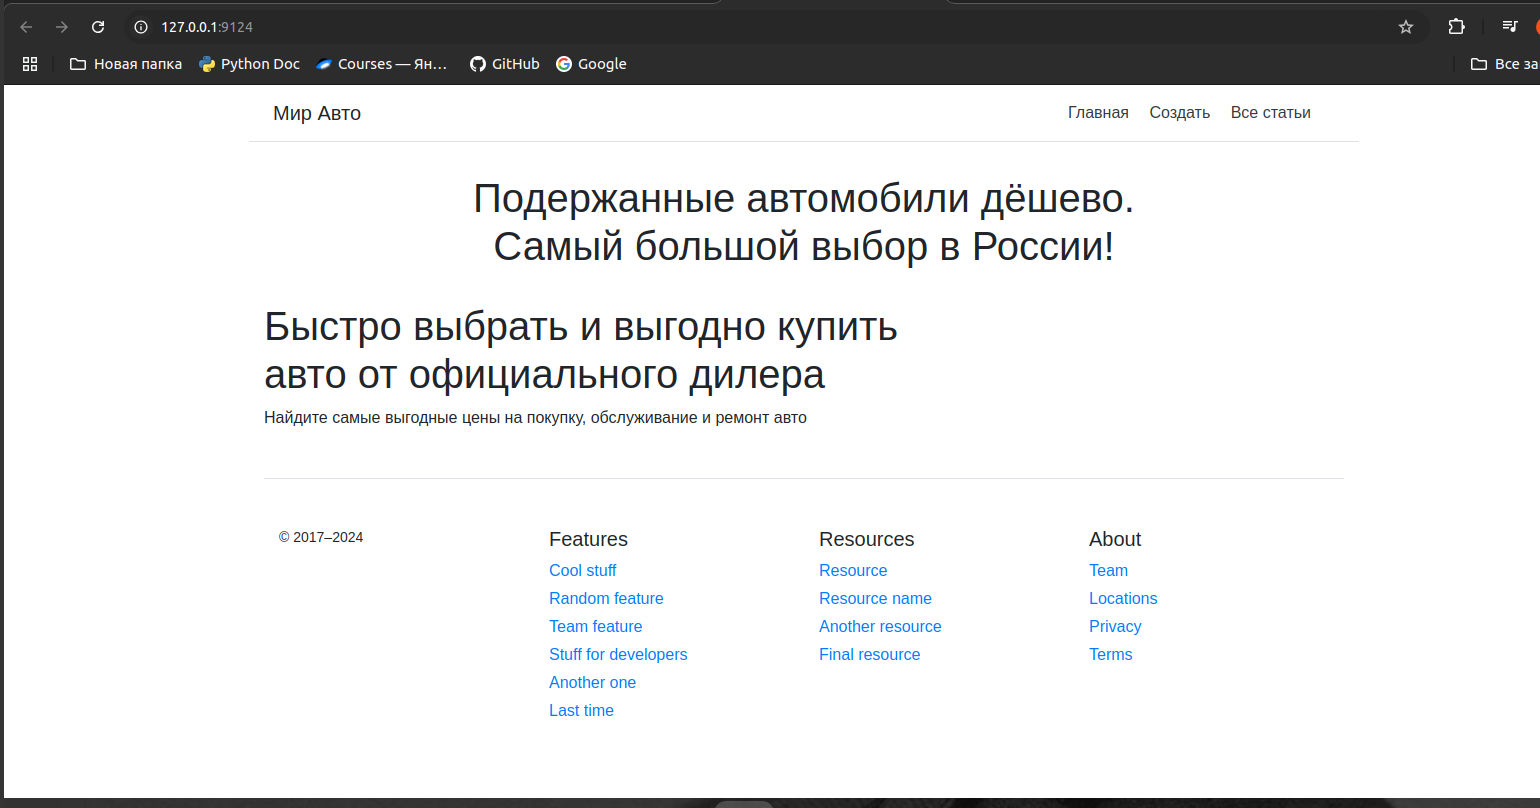 127.0.0.1:9124
Новая папка
Python Doc
Courses — Ян…
GitHub
Google
Все за
Мир Авто
Главная
Создать
Все статьи
Подержанные автомобили дёшево.
Самый большой выбор в России!
Быстро выбрать и выгодно купить
авто от официального дилера
Найдите самые выгодные цены на покупку, обслуживание и ремонт авто
© 2017–2024
Features
Cool stuff
Random feature
Team feature
Stuff for developers
Another one
Last time
Resources
Resource
Resource name
Another resource
Final resource
About
Team
Locations
Privacy
Terms